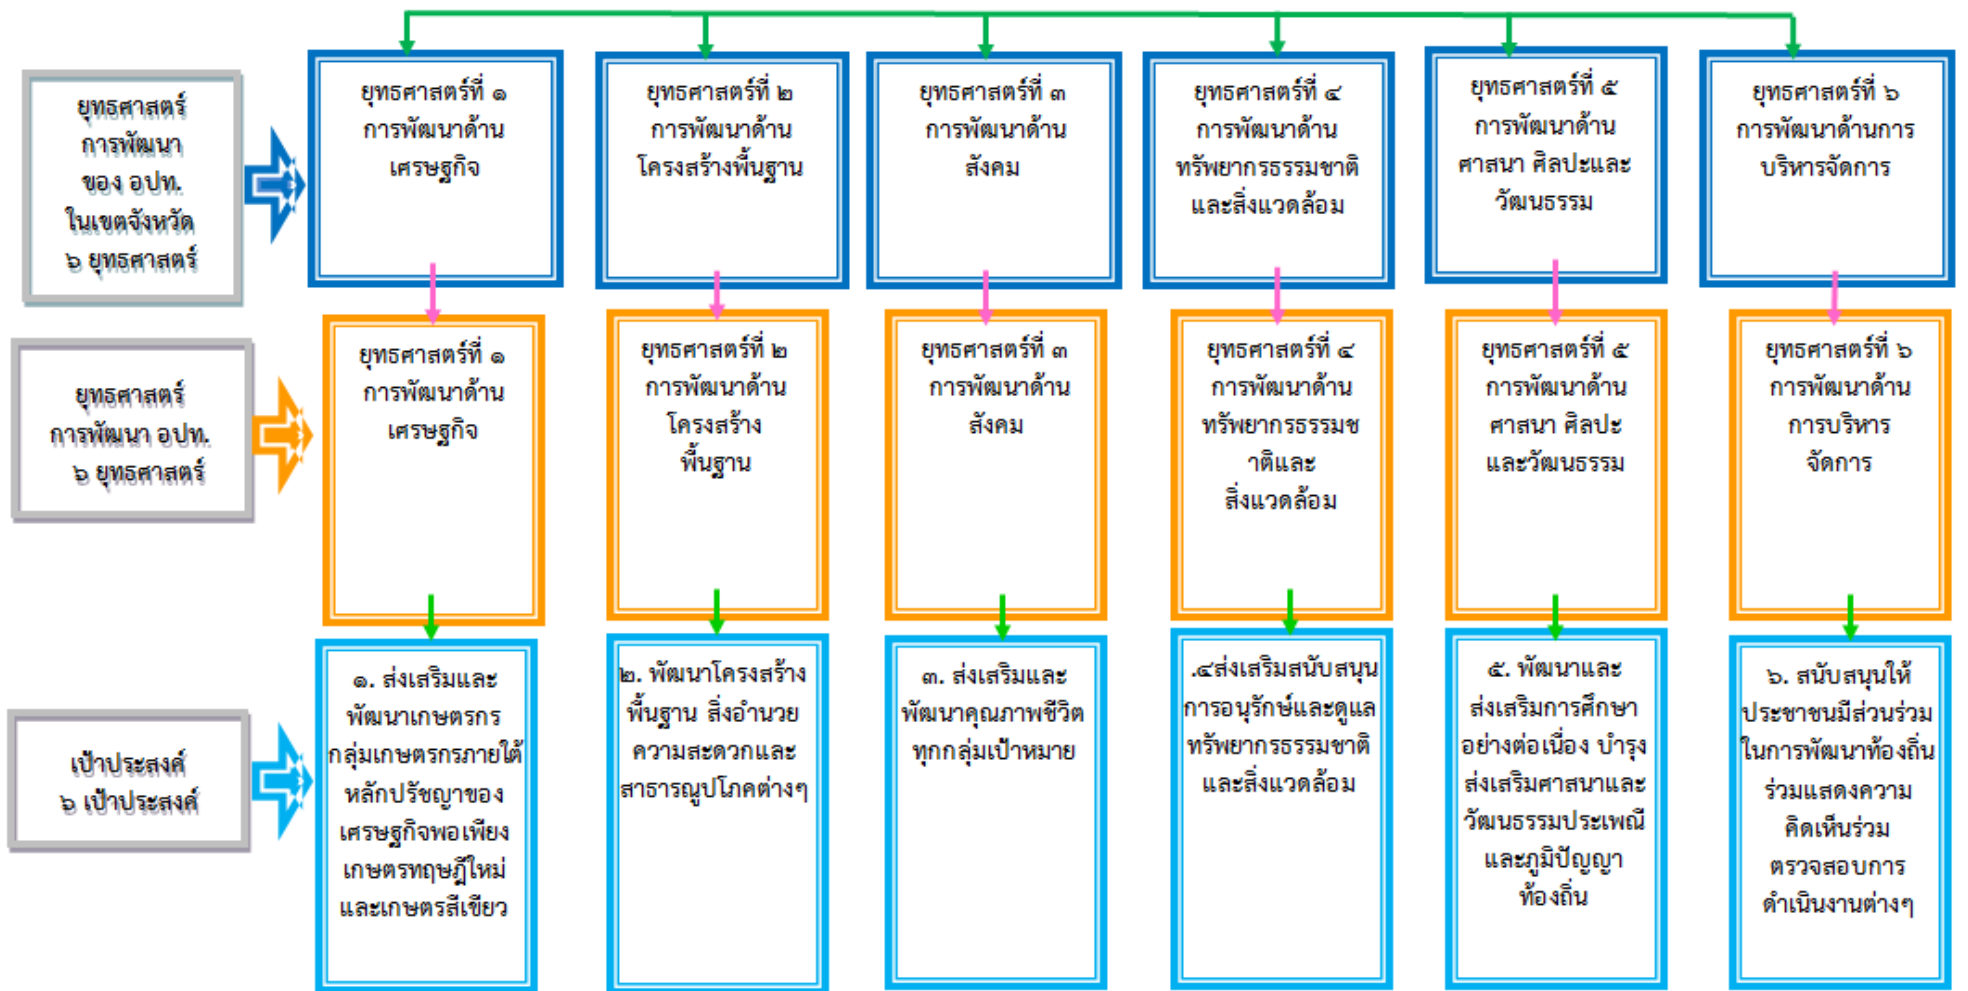 ยุทธศาสตร์
การพัฒนา
ของ อปท.
ในเขตจังหวัด
๖ ยุทธศาสตร์
ยุทธศาสตร์ที่ ๑
การพัฒนาด้าน
เศรษฐกิจ
ยุทธศาสตร์ที่ ๒
การพัฒนาด้าน
โครงสร้างพื้นฐาน
ยุทธศาสตร์ที่ ๓
การพัฒนาด้าน
สังคม
ยุทธศาสตร์ที่ ๔
การพัฒนาด้าน
ทรัพยากรธรรมชาติ
และสิ่งแวดล้อม
ยุทธศาสตร์ที่ ๕
การพัฒนาด้าน
ศาสนา ศิลปะและ
วัฒนธรรม
ยุทธศาสตร์ที่ ๖
การพัฒนาด้านการ
บริหารจัดการ
ยุทธศาสตร์
การพัฒนา อปท.
๖ ยุทธศาสตร์
ยุทธศาสตร์ที่ ๑
การพัฒนาด้าน
เศรษฐกิจ
ยุทธศาสตร์ที่ ๒
การพัฒนาด้าน
โครงสร้าง
พื้นฐาน
ยุทธศาสตร์ที่ ๓
การพัฒนาด้าน
สังคม
ยุทธศาสตร์ที่ ๔
การพัฒนาด้าน
ทรัพยากรธรรมช
าติและ
สิ่งแวดล้อม
ยุทธศาสตร์ที่ ๕
การพัฒนาด้าน
ศาสนา ศิลปะ
และวัฒนธรรม
ยุทธศาสตร์ที่ ๖
การพัฒนาด้าน
การบริหาร
จัดการ
เป้าประสงค์
๖ เป้าประสงค์
๑. ส่งเสริมและ
พัฒนาเกษตรกร
กลุ่มเกษตรกรภายใต้
หลักปรัชญาของ
เศรษฐกิจพอเพียง
เกษตรทฤษฎีใหม่
และเกษตรสีเขียว
๒. พัฒนาโครงสร้าง
พื้นฐาน สิ่งอำนวย
ความสะดวกและ
สาธารณูปโภคต่างๆ
๓. ส่งเสริมและ
พัฒนาคุณภาพชีวิต
ทุกกลุ่มเป้าหมาย
.๔ส่งเสริมสนับสนุน
การอนุรักษ์และดูแล
ทรัพยากรธรรมชาติ
และสิ่งแวดล้อม
๕. พัฒนาและ
ส่งเสริมการศึกษา
อย่างต่อเนื่อง บำรุง
ส่งเสริมศาสนาและ
วัฒนธรรมประเพณี
และภูมิปัญญา
ท้องถิ่น
๖. สนับสนุนให้
ประชาชนมีส่วนร่วม
ในการพัฒนาท้องถิ่น
ร่วมแสดงความ
คิดเห็นร่วม
ตรวจสอบการ
ดำเนินงานต่างๆ